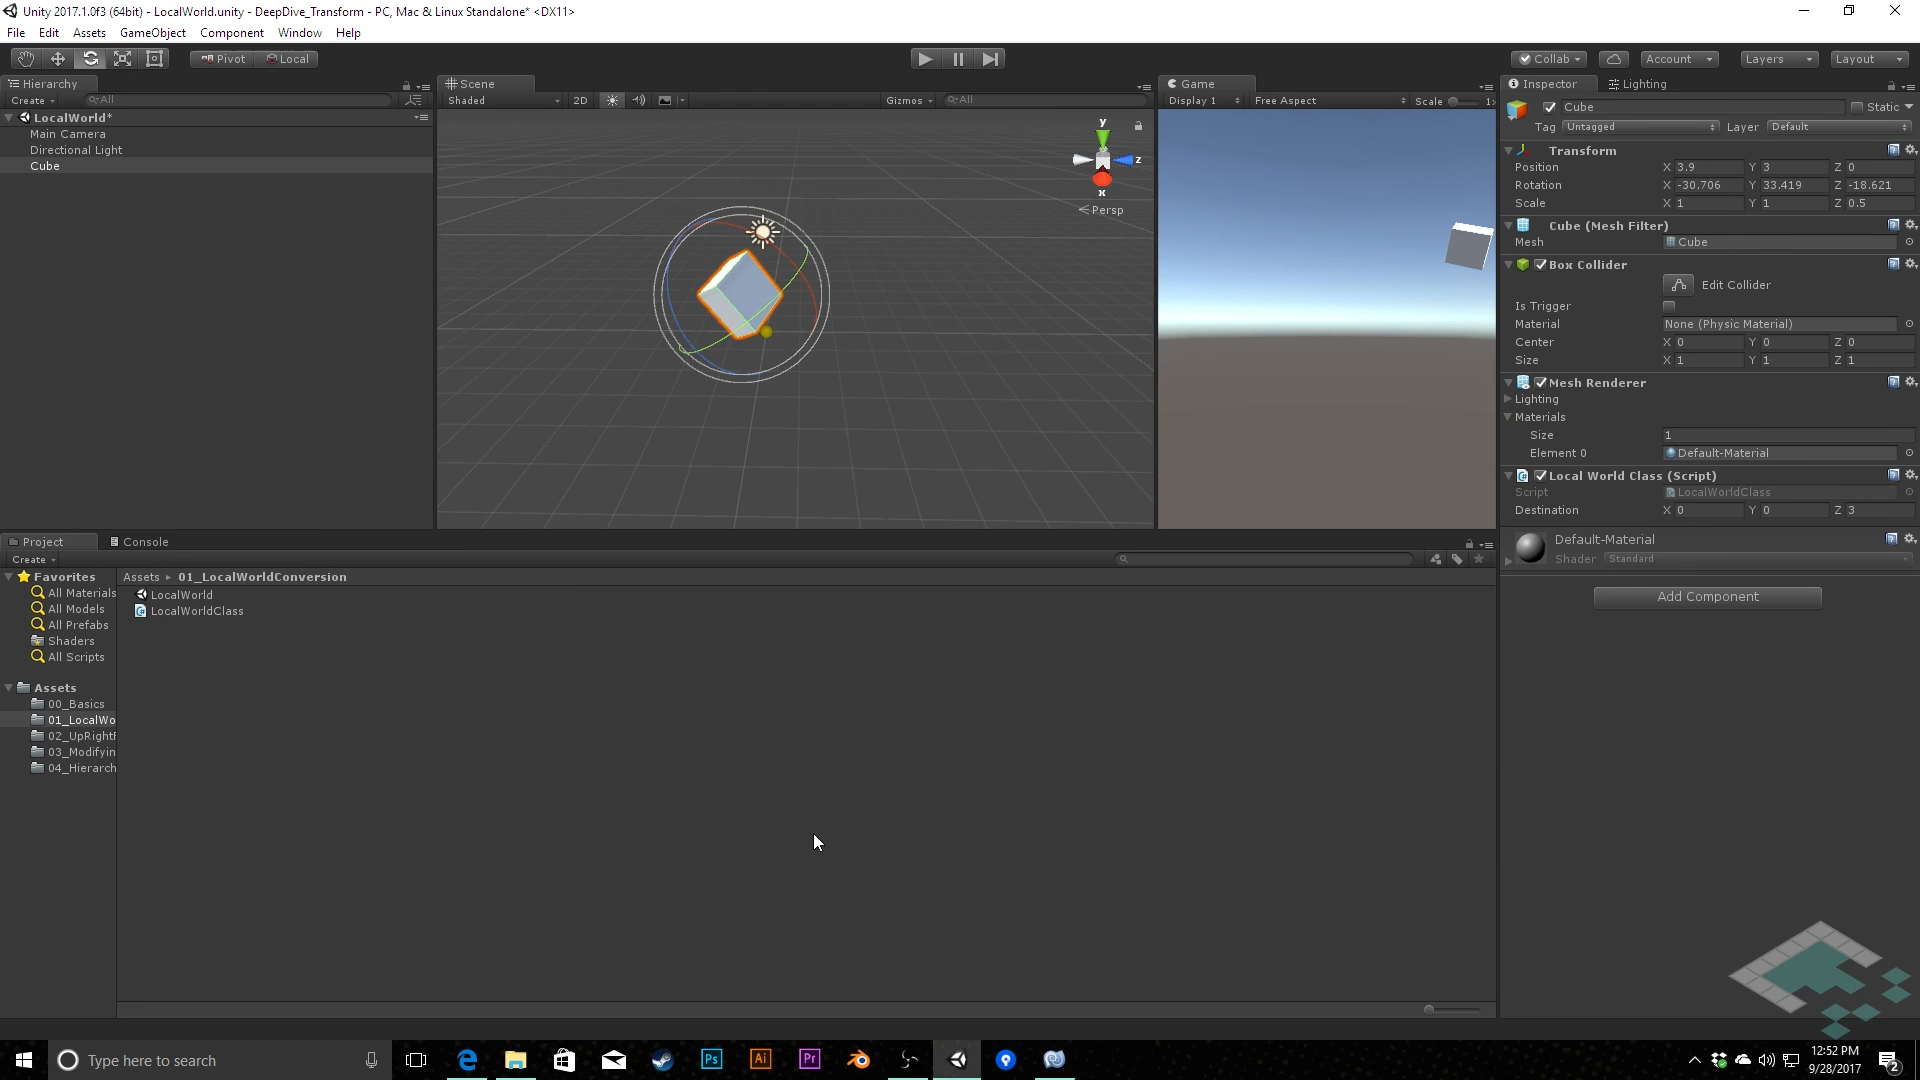 Unity 2017.1.0f3 (64bit) - LocalWorld.unity - DeepDive_Transform - PC, Mac & Linux Standalone* <DX11>
File Edit Assets GameObject Component Window Help
Pivot Local Collab Account Layers Layout
Hierarchy Scene Game Inspector Lighting
Create All Shaded 2D Gizmos All Display 1 Free Aspect Scale 1x
LocalWorld*
Main Camera
Directional Light
Cube
y
z
x
Persp
Cube Static
Tag Untagged Layer Default
Transform
Position X 3.9 Y 3 Z 0
Rotation X -30.706 Y 33.419 Z -18.621
Scale X 1 Y 1 Z 0.5
Cube (Mesh Filter)
Mesh Cube
Box Collider
Edit Collider
Is Trigger
Material None (Physic Material)
Center X 0 Y 0 Z 0
Size X 1 Y 1 Z 1
Mesh Renderer
Lighting
Materials
Size 1
Element 0 Default-Material
Local World Class (Script)
Script LocalWorldClass
Destination X 0 Y 0 Z 3
Default-Material
Shader Standard
Add Component
Project Console
Create
Favorites
All Materials
All Models
All Prefabs
Shaders
All Scripts
Assets
00_Basics
01_LocalWo
02_UpRightF
03_Modifyin
04_Hierarch
Assets 01_LocalWorldConversion
LocalWorld
LocalWorldClass
Type here to search
Ps Ai Pr
12:52 PM
9/28/2017
2